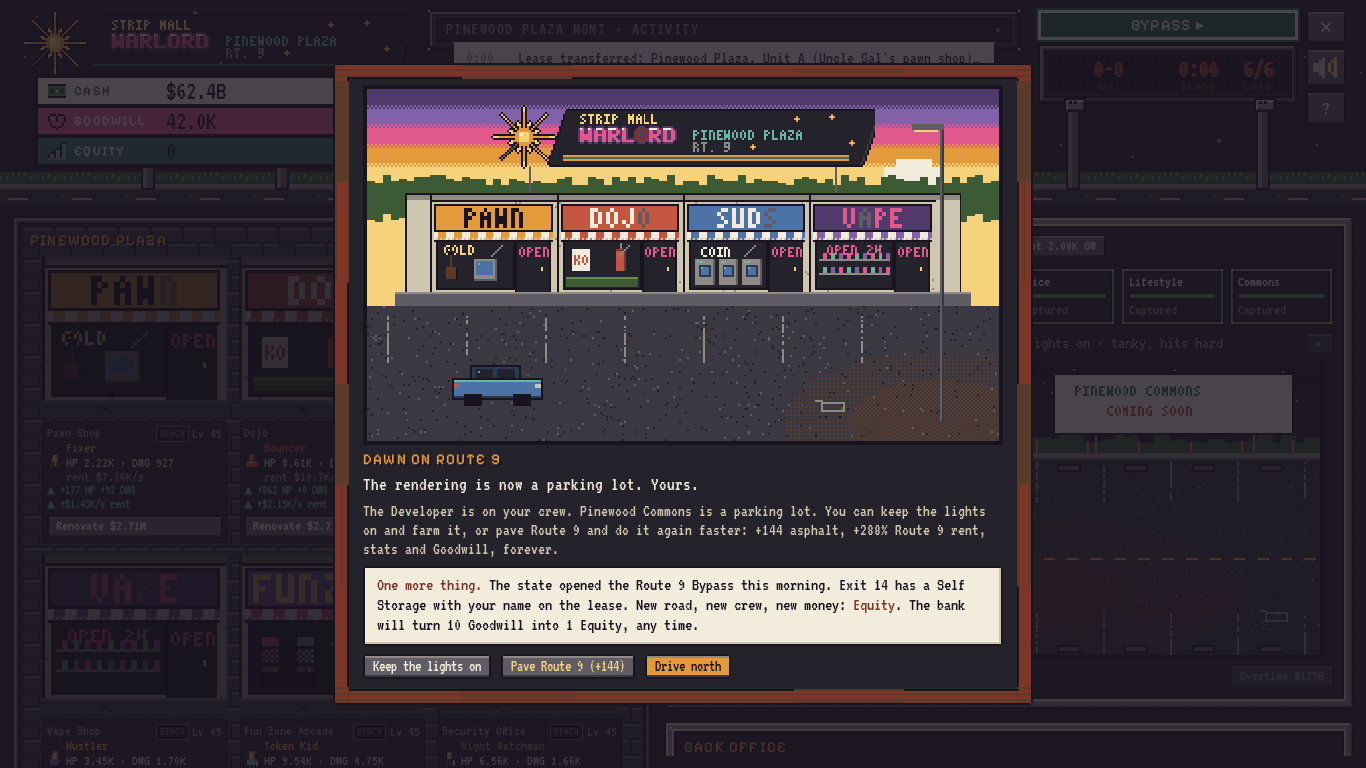 STRIP MALL
WARLORD
PINEWOOD PLAZA
RT. 9
PINEWOOD PLAZA MGMT · ACTIVITY
0:00 Lease transferred: Pinewood Plaza, Unit A (Uncle Sal's pawn shop)…
BYPASS ▸
✕
CASH $62.4B
GOODWILL 42.0K
EQUITY 0
0-0 0:00 6/6
?
STRIP MALL
WARLORD
PINEWOOD PLAZA
RT. 9
PAWN DOJO SUDS VAPE
GOLD OPEN KO OPEN COIN OPEN OPEN 24 OPEN
PINEWOOD PLAZA
PAWN
GOLD OPEN
KO
Pawn Shop BENCH Lv 45
Fixer
HP 2.22K · DMG 927
rent $7.16K/s
▲ +177 HP +92 DMG
▲ +$1.43K/s rent
Renovate $2.71M
Dojo
Bouncer
HP 8.61K
rent $10.7K/
▲ +862 HP +0 DMG
▲ +$2.15K/s rent
VAPE
OPEN 24 OPEN
Vape Shop BENCH Lv 45
Hustler
HP 3.45K · DMG 1.70K
Fun Zone Arcade BENCH Lv 45
Token Kid
HP 9.54K · DMG 4.75K
Security Office BENCH Lv 45
Night Watchman
HP 6.56K · DMG 1.66K
DAWN ON ROUTE 9
The rendering is now a parking lot. Yours.
The Developer is on your crew. Pinewood Commons is a parking lot. You can keep the lights
on and farm it, or pave Route 9 and do it again faster: +144 asphalt, +288% Route 9 rent,
stats and Goodwill, forever.
One more thing. The state opened the Route 9 Bypass this morning. Exit 14 has a Self
Storage with your name on the lease. New road, new crew, new money: Equity. The bank
will turn 10 Goodwill into 1 Equity, any time.
Keep the lights on
Pave Route 9 (+144)
Drive north
2.00K GW
Lifestyle
Captured
Commons
Captured
ights on · tanky, hits hard
PINEWOOD COMMONS
COMING SOON
Overtime $125B
BACK OFFICE